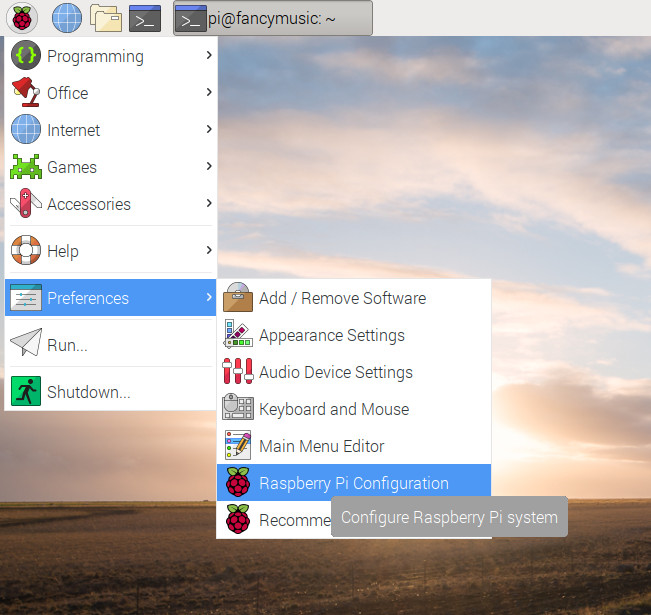 pi@fancymusic: ~
Programming
Office
Internet
Games
Accessories
Help
Preferences
Run...
Shutdown...
Add / Remove Software
Appearance Settings
Audio Device Settings
Keyboard and Mouse
Main Menu Editor
Raspberry Pi Configuration
Recomme
Configure Raspberry Pi system